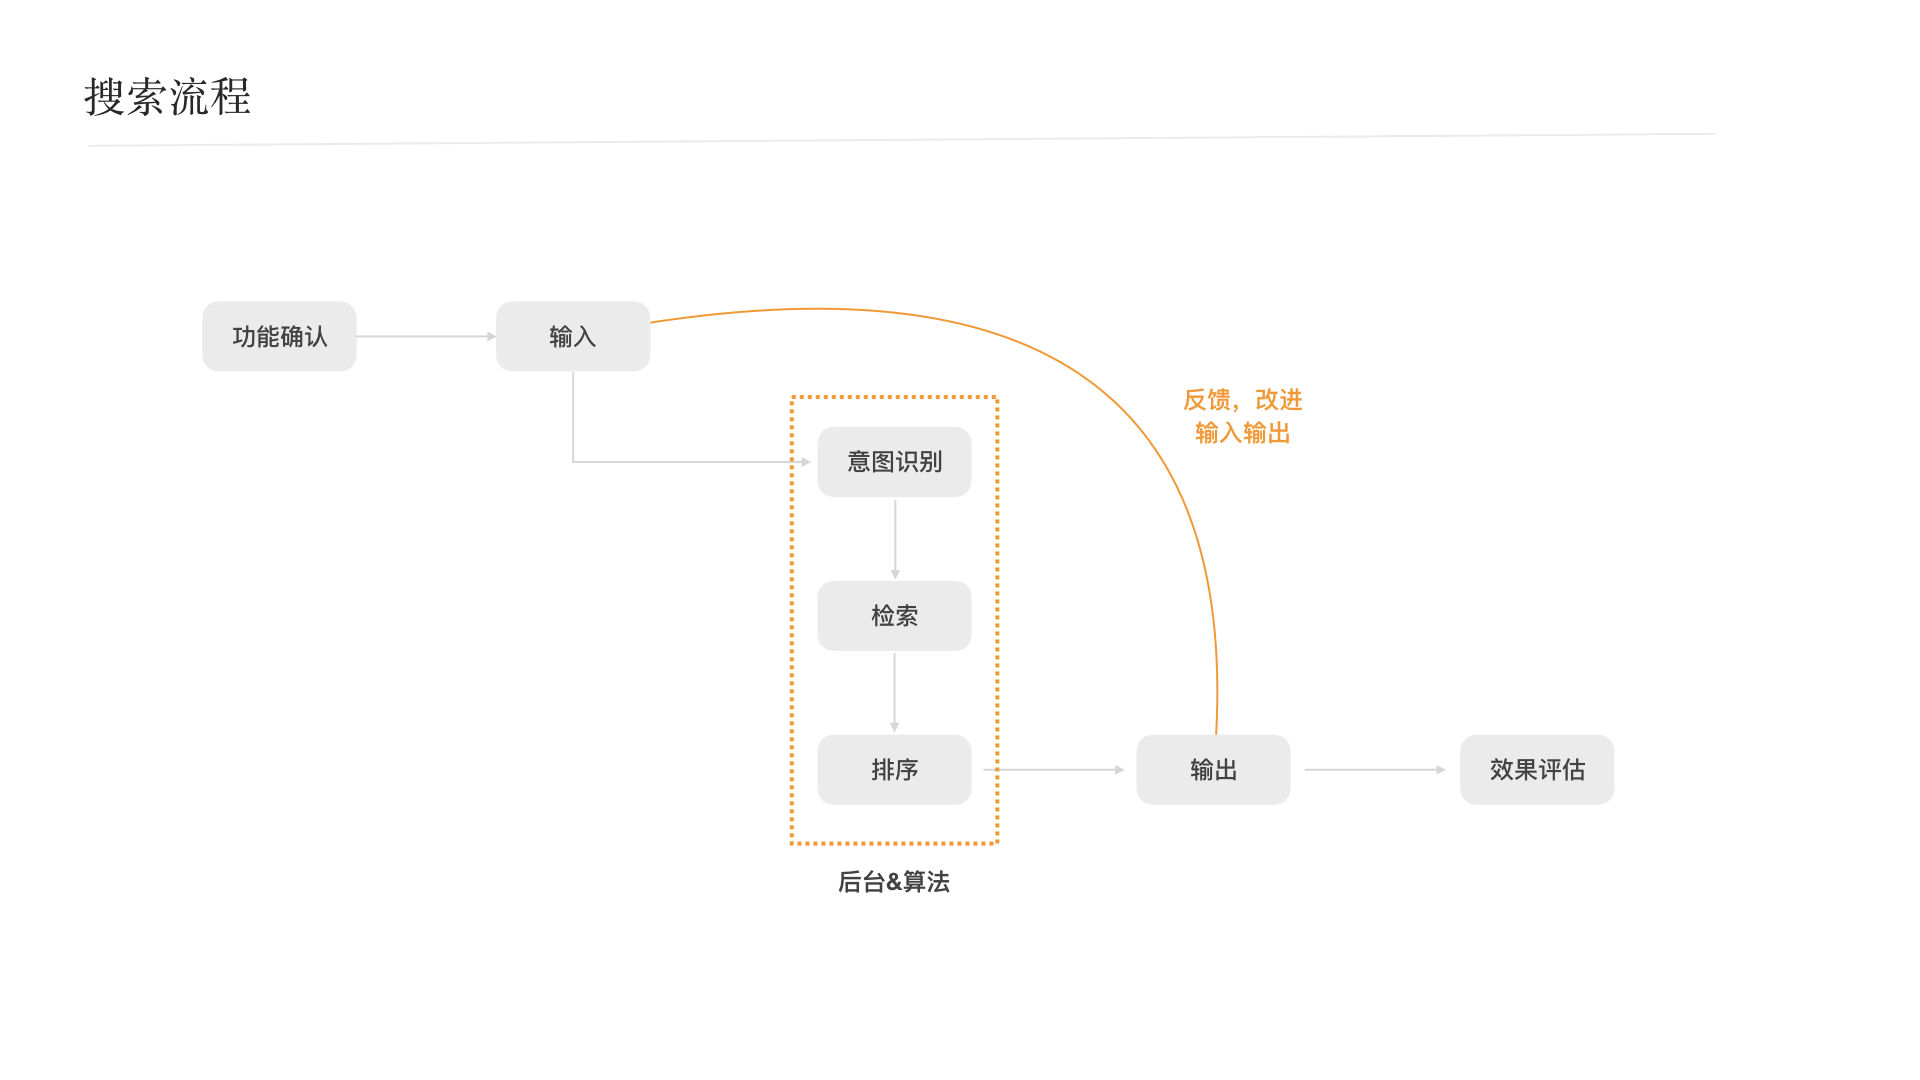 搜索流程
功能确认
输入
反馈，改进
输入输出
意图识别
检索
排序
输出
效果评估
后台&算法